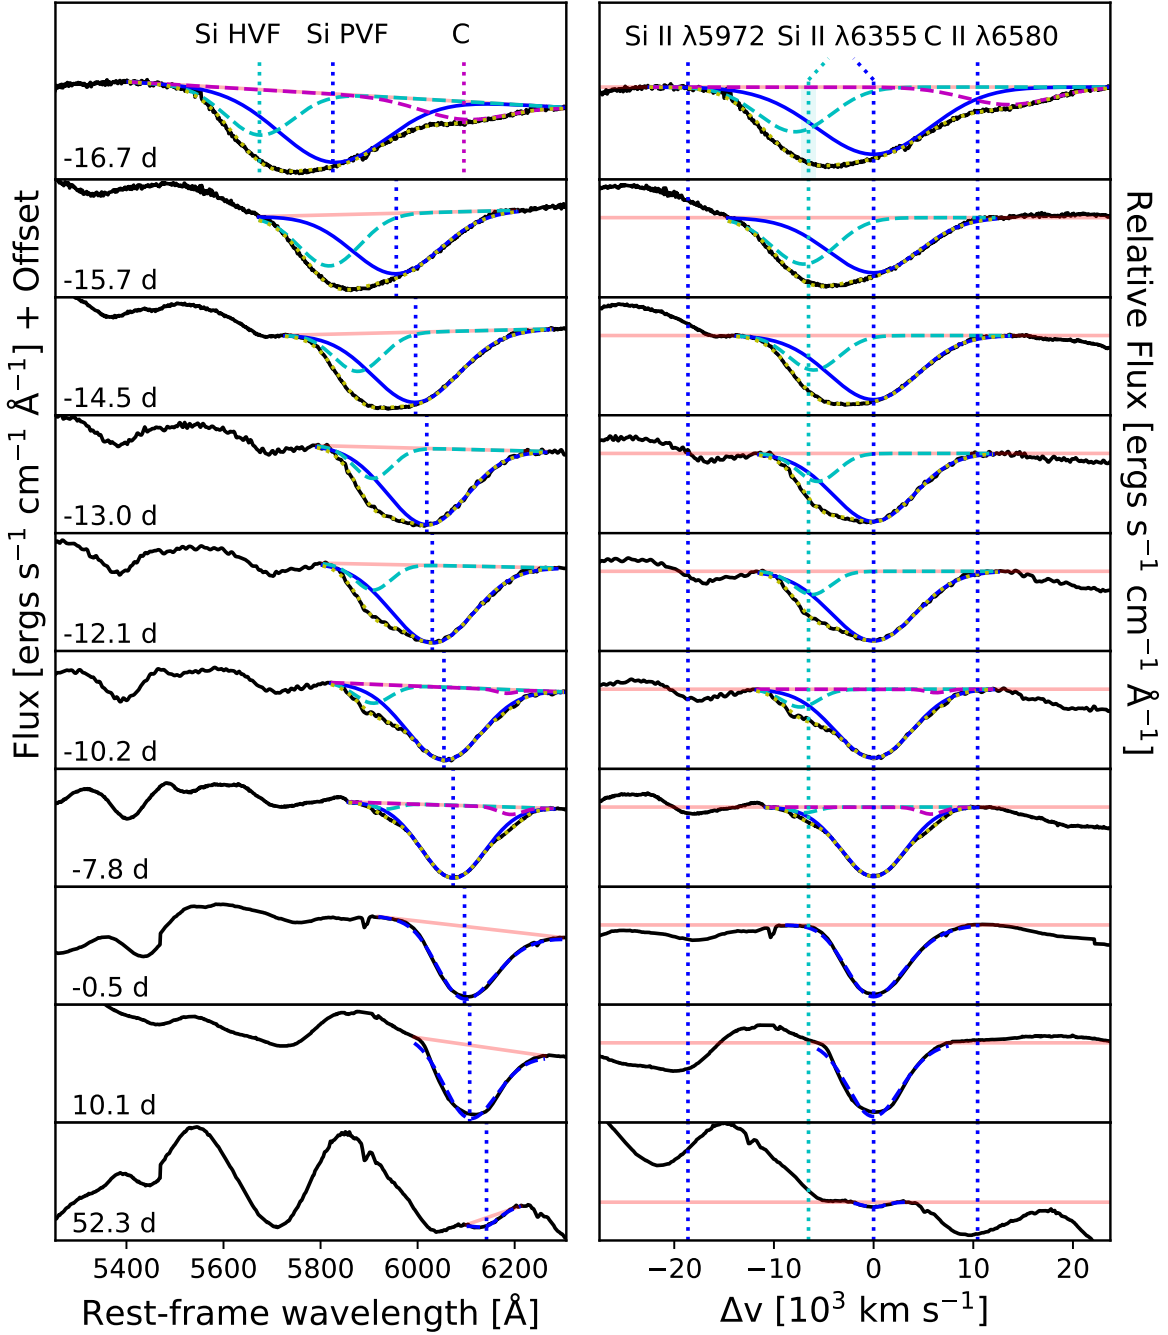 Si HVF Si PVF C
Si II λ5972 Si II λ6355 C II λ6580
-16.7 d
-15.7 d
-14.5 d
-13.0 d
-12.1 d
-10.2 d
-7.8 d
-0.5 d
10.1 d
52.3 d
Flux [ergs s⁻¹ cm⁻¹ Å⁻¹] + Offset
Relative Flux [ergs s⁻¹ cm⁻¹ Å⁻¹]
5400 5600 5800 6000 6200
−20 −10 0 10 20
Rest-frame wavelength [Å]
Δv [10³ km s⁻¹]